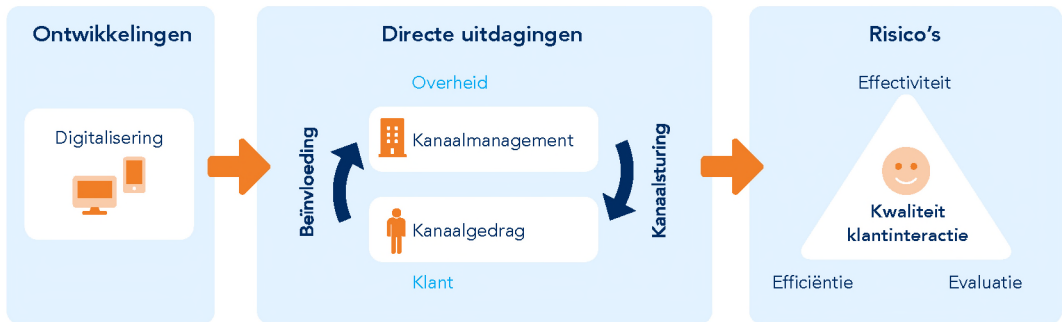 Ontwikkelingen
Digitalisering
Directe uitdagingen
Overheid
Beïnvloeding
Kanaalmanagement
Kanaalsturing
Kanaalgedrag
Klant
Risico's
Effectiviteit
Kwaliteit
klantinteractie
Efficiëntie
Evaluatie